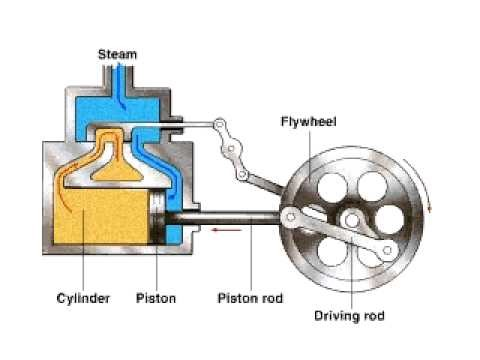 Steam
Flywheel
Cylinder
Piston
Piston rod
Driving rod